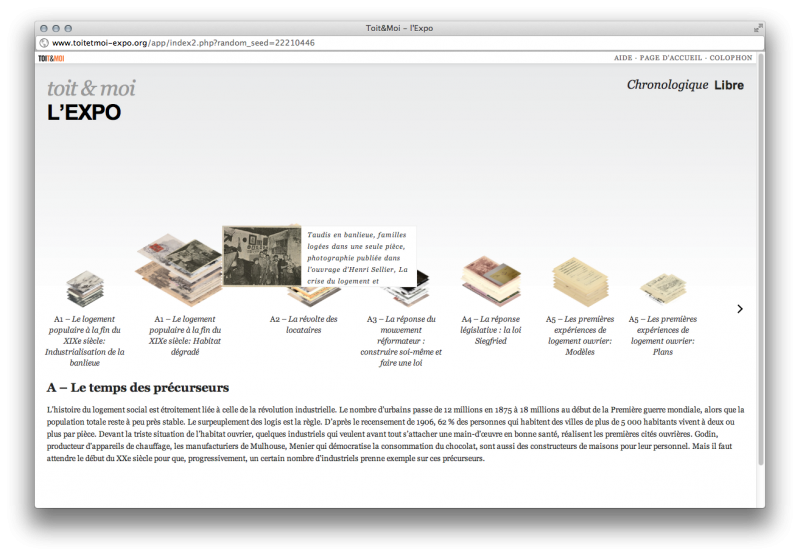 Toit&Moi – l'Expo
www.toitetmoi-expo.org/app/index2.php?random_seed=22210446
TOIT&MOI
AIDE - PAGE D'ACCUEIL - COLOPHON
toit & moi
L'EXPO
Chronologique Libre
Taudis en banlieue, familles
logées dans une seule pièce,
photographie publiée dans
l'ouvrage d'Henri Sellier, La
crise du logement et
A1 – Le logement
populaire à la fin du
XIXe siècle:
Industrialisation de la
banlieue
A1 – Le logement
populaire à la fin du
XIXe siècle: Habitat
dégradé
A2 – La révolte des
locataires
A3 – La réponse du
mouvement
réformateur :
construire soi-même et
faire une loi
A4 – La réponse
législative : la loi
Siegfried
A5 – Les premières
expériences de
logement ouvrier:
Modèles
A5 – Les premières
expériences de
logement ouvrier:
Plans
A – Le temps des précurseurs
L'histoire du logement social est étroitement liée à celle de la révolution industrielle. Le nombre d'urbains passe de 12 millions en 1875 à 18 millions au début de la Première guerre mondiale, alors que la
population totale reste à peu près stable. Le surpeuplement des logis est la règle. D'après le recensement de 1906, 62 % des personnes qui habitent des villes de plus de 5 000 habitants vivent à deux ou
plus par pièce. Devant la triste situation de l'habitat ouvrier, quelques industriels qui veulent avant tout s'attacher une main-d'œuvre en bonne santé, réalisent les premières cités ouvrières. Godin,
producteur d'appareils de chauffage, les manufacturiers de Mulhouse, Menier qui démocratise la consommation du chocolat, sont aussi des constructeurs de maisons pour leur personnel. Mais il faut
attendre le début du XXe siècle pour que, progressivement, un certain nombre d'industriels prenne exemple sur ces précurseurs.